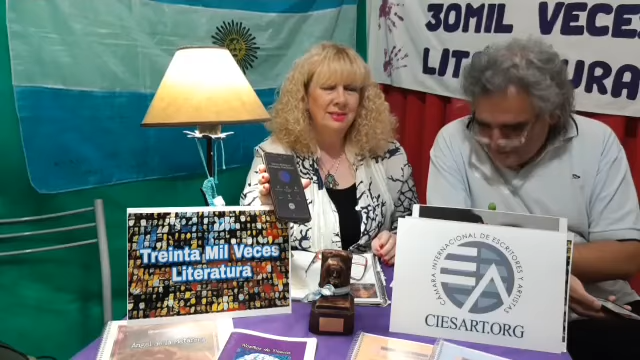 30MIL VECES
LITERATURA
Treinta Mil Veces
Literatura
CÁMARA INTERNACIONAL DE ESCRITORES Y ARTISTAS
CIESART.ORG